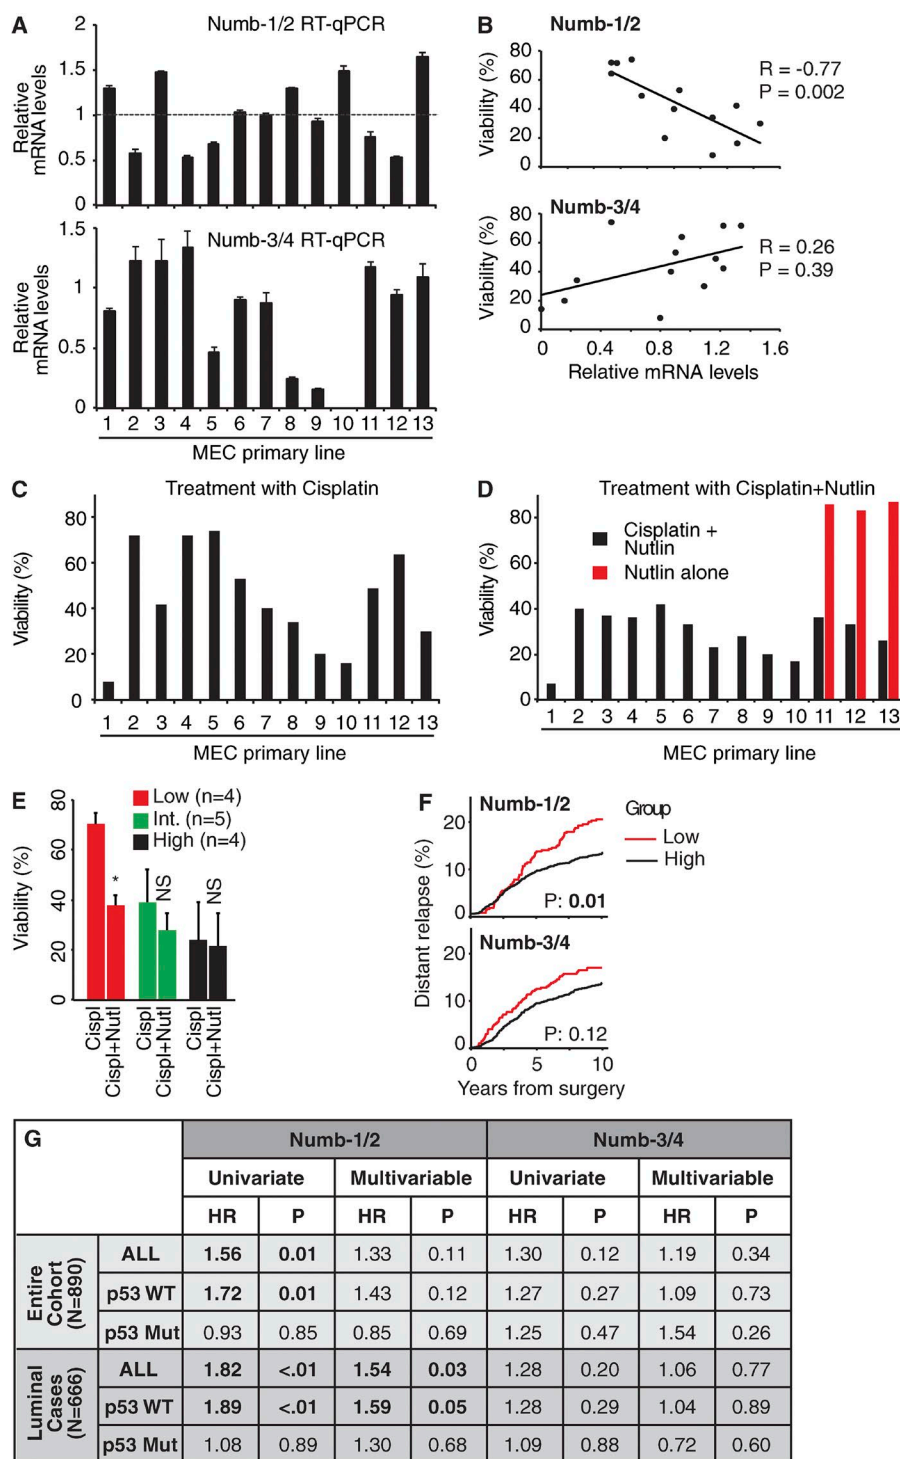 A
Numb-1/2 RT-qPCR
Relative
mRNA levels
2
1.5
1
0.5
0
Numb-3/4 RT-qPCR
Relative
mRNA levels
1.5
1
0.5
0
1 2 3 4 5 6 7 8 9 10 11 12 13
MEC primary line
B
Numb-1/2
Viability (%)
80
60
40
20
0
R = -0.77
P = 0.002
Numb-3/4
Viability (%)
80
60
40
20
0
R = 0.26
P = 0.39
0 0.4 0.8 1.2 1.6
Relative mRNA levels
C
Treatment with Cisplatin
Viability (%)
80
60
40
20
0
1 2 3 4 5 6 7 8 9 10 11 12 13
MEC primary line
D
Treatment with Cisplatin+Nutlin
Viability (%)
80
60
40
20
0
Cisplatin +
Nutlin
Nutlin alone
1 2 3 4 5 6 7 8 9 10 11 12 13
MEC primary line
E
Viability (%)
80
60
40
20
0
Low (n=4)
Int. (n=5)
High (n=4)
*
NS
NS
Cispl
Cispl+Nutl
Cispl
Cispl+Nutl
Cispl
Cispl+Nutl
F
Numb-1/2
Distant relapse (%)
20
10
0
P: 0.01
Group
Low
High
Numb-3/4
20
10
0
P: 0.12
0 5 10
Years from surgery
G
Numb-1/2 Numb-3/4
Univariate Multivariable Univariate Multivariable
HR P HR P HR P HR P
Entire
Cohort
(N=890)
ALL 1.56 0.01 1.33 0.11 1.30 0.12 1.19 0.34
p53 WT 1.72 0.01 1.43 0.12 1.27 0.27 1.09 0.73
p53 Mut 0.93 0.85 0.85 0.69 1.25 0.47 1.54 0.26
Luminal
Cases
(N=666)
ALL 1.82 <.01 1.54 0.03 1.28 0.20 1.06 0.77
p53 WT 1.89 <.01 1.59 0.05 1.28 0.29 1.04 0.89
p53 Mut 1.08 0.89 1.30 0.68 1.09 0.88 0.72 0.60